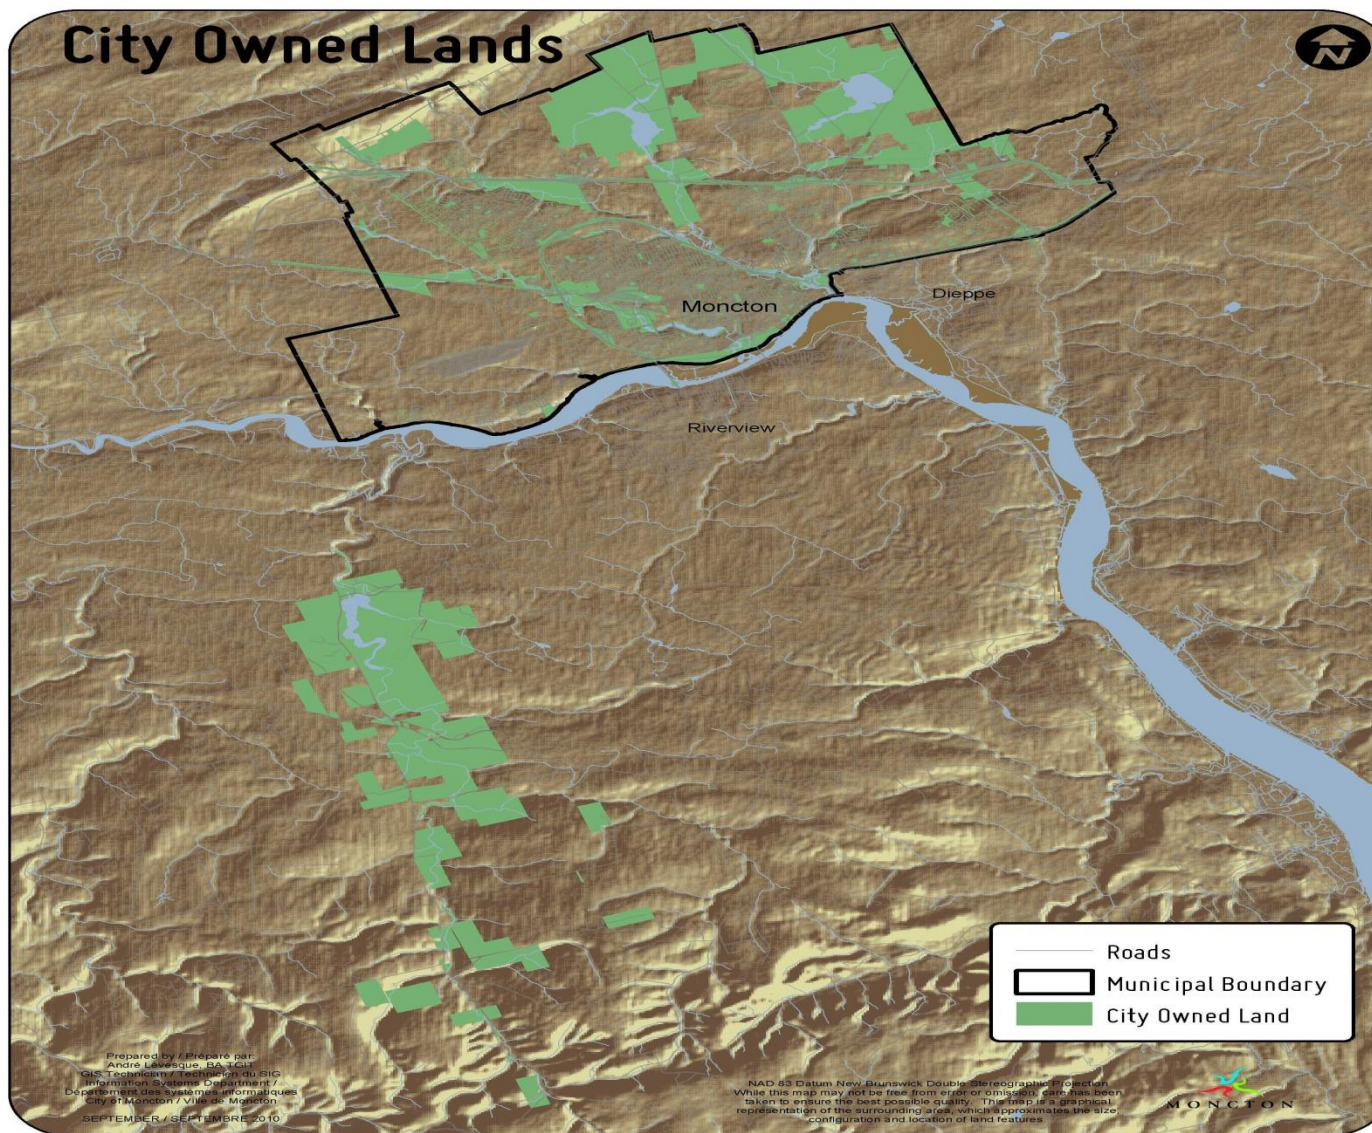 City Owned Lands
N
Moncton
Dieppe
Riverview
Roads
Municipal Boundary
City Owned Land
Prepared by / Préparé par:
André Lévesque, BA TGIT
GIS Technician / Technicien du SIG
Information Systems Department /
Département des systèmes informatiques
City of Moncton / Ville de Moncton
SEPTEMBER / SEPTEMBRE 2010
NAD 83 Datum New Brunswick Double Stereographic Projection
While this map may not be free from error or omission, care has been
taken to ensure the best possible quality. This map is a graphical
representation of the surrounding area, which approximates the size,
configuration and location of land features.
MONCTON